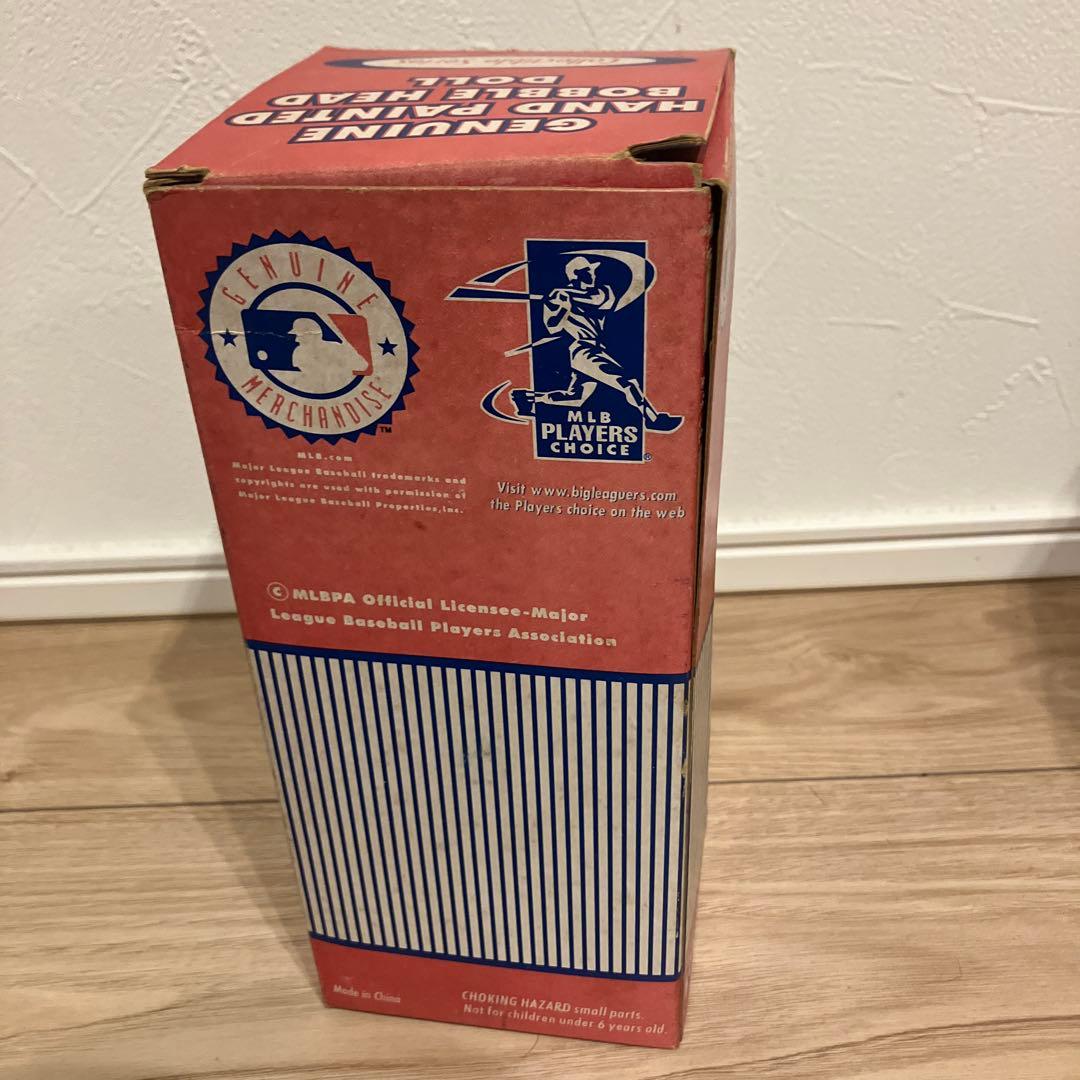 Collectible Series
GENUINE
HAND PAINTED
BOBBLE HEAD
DOLL
GENUINE
MERCHANDISE
™
MLB
PLAYERS
CHOICE
®
MLB.com
Major League Baseball trademarks and
copyrights are used with permission of
Major League Baseball Properties,Inc.
Visit www.bigleaguers.com
the Players choice on the web
© MLBPA Official Licensee-Major
League Baseball Players Association
Made in China
CHOKING HAZARD small parts.
Not for children under 6 years old.